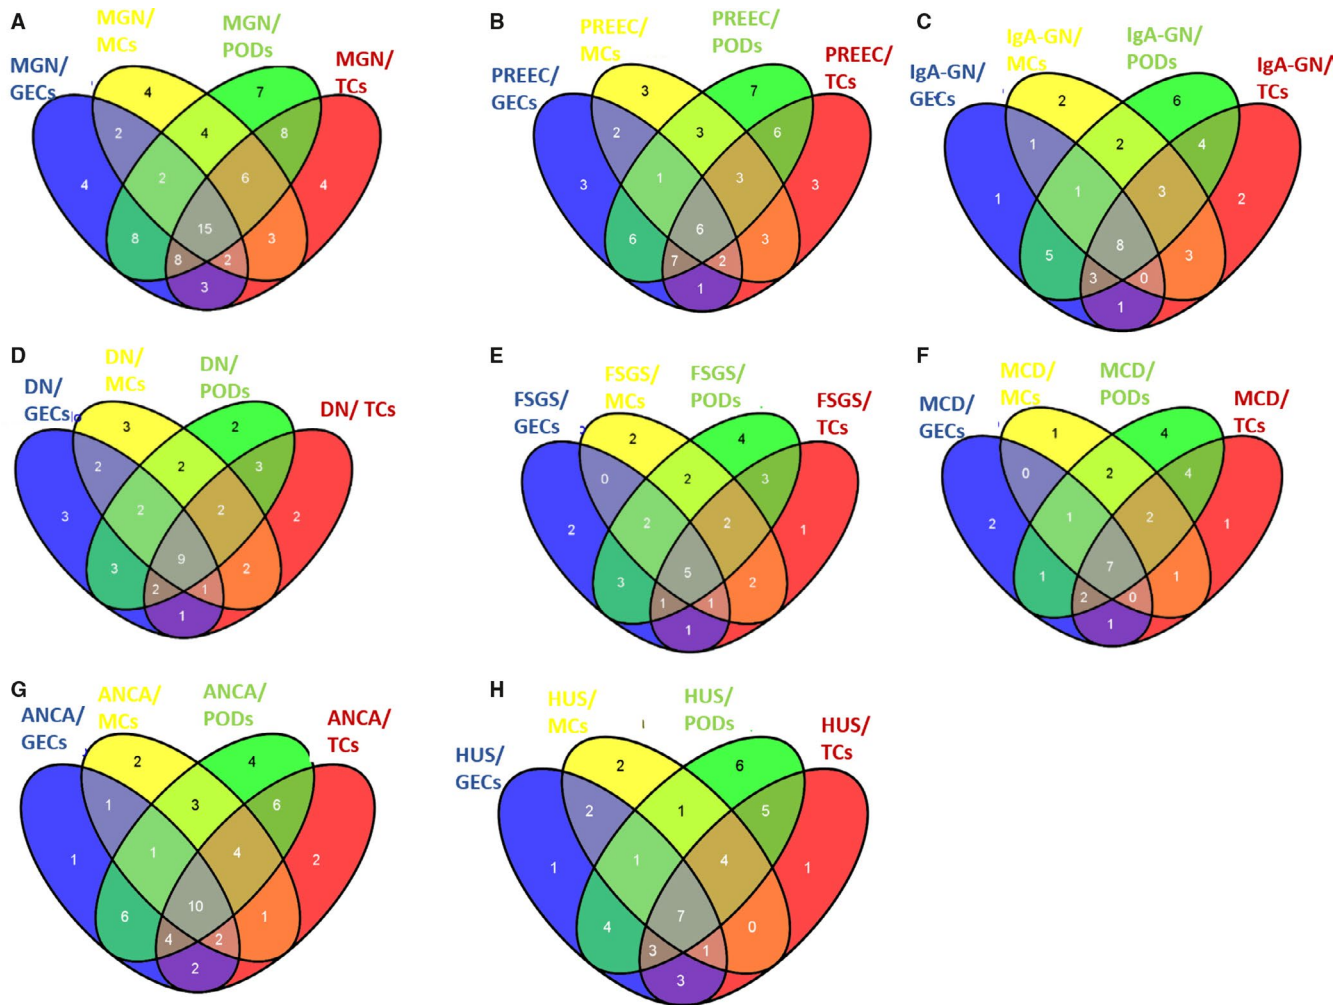 A
MGN/
GECs
MGN/
MCs
MGN/
PODs
MGN/
TCs
4
4
7
4
2
4
8
2
6
15
8
3
8
2
3
B
PREEC/
GECs
PREEC/
MCs
PREEC/
PODs
PREEC/
TCs
3
3
7
3
2
3
6
1
3
6
6
3
7
2
1
C
IgA-GN/
GECs
IgA-GN/
MCs
IgA-GN/
PODs
IgA-GN/
TCs
1
2
6
2
1
2
4
1
3
8
5
3
3
0
1
D
DN/
GECs
DN/
MCs
DN/
PODs
DN/ TCs
3
3
2
2
2
2
3
2
2
9
3
2
2
1
1
E
FSGS/
GECs
FSGS/
MCs
FSGS/
PODs
FSGS/
TCs
2
2
4
1
0
2
3
2
2
5
3
2
1
1
1
F
MCD/
GECs
MCD/
MCs
MCD/
PODs
MCD/
TCs
2
1
4
1
0
2
4
1
2
7
1
1
2
0
1
G
ANCA/
GECs
ANCA/
MCs
ANCA/
PODs
ANCA/
TCs
1
2
4
2
1
3
6
1
4
10
6
1
4
2
2
H
HUS/
GECs
HUS/
MCs
HUS/
PODs
HUS/
TCs
1
2
6
1
2
1
5
1
4
7
4
0
3
1
3